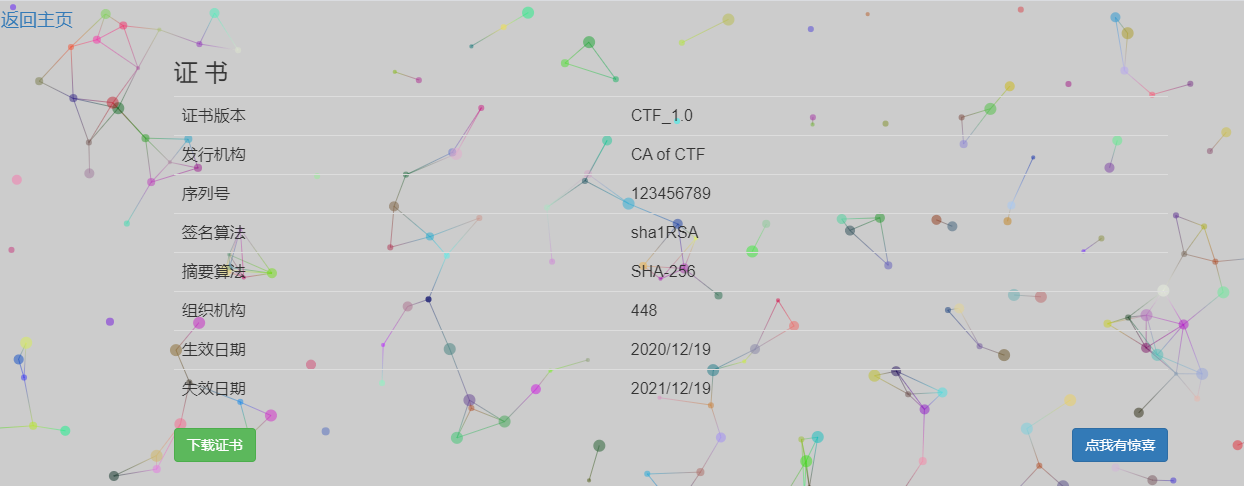 返回主页
证 书
证书版本 CTF_1.0
发行机构 CA of CTF
序列号 123456789
签名算法 sha1RSA
摘要算法 SHA-256
组织机构 448
生效日期 2020/12/19
失效日期 2021/12/19
下载证书 点我有惊喜